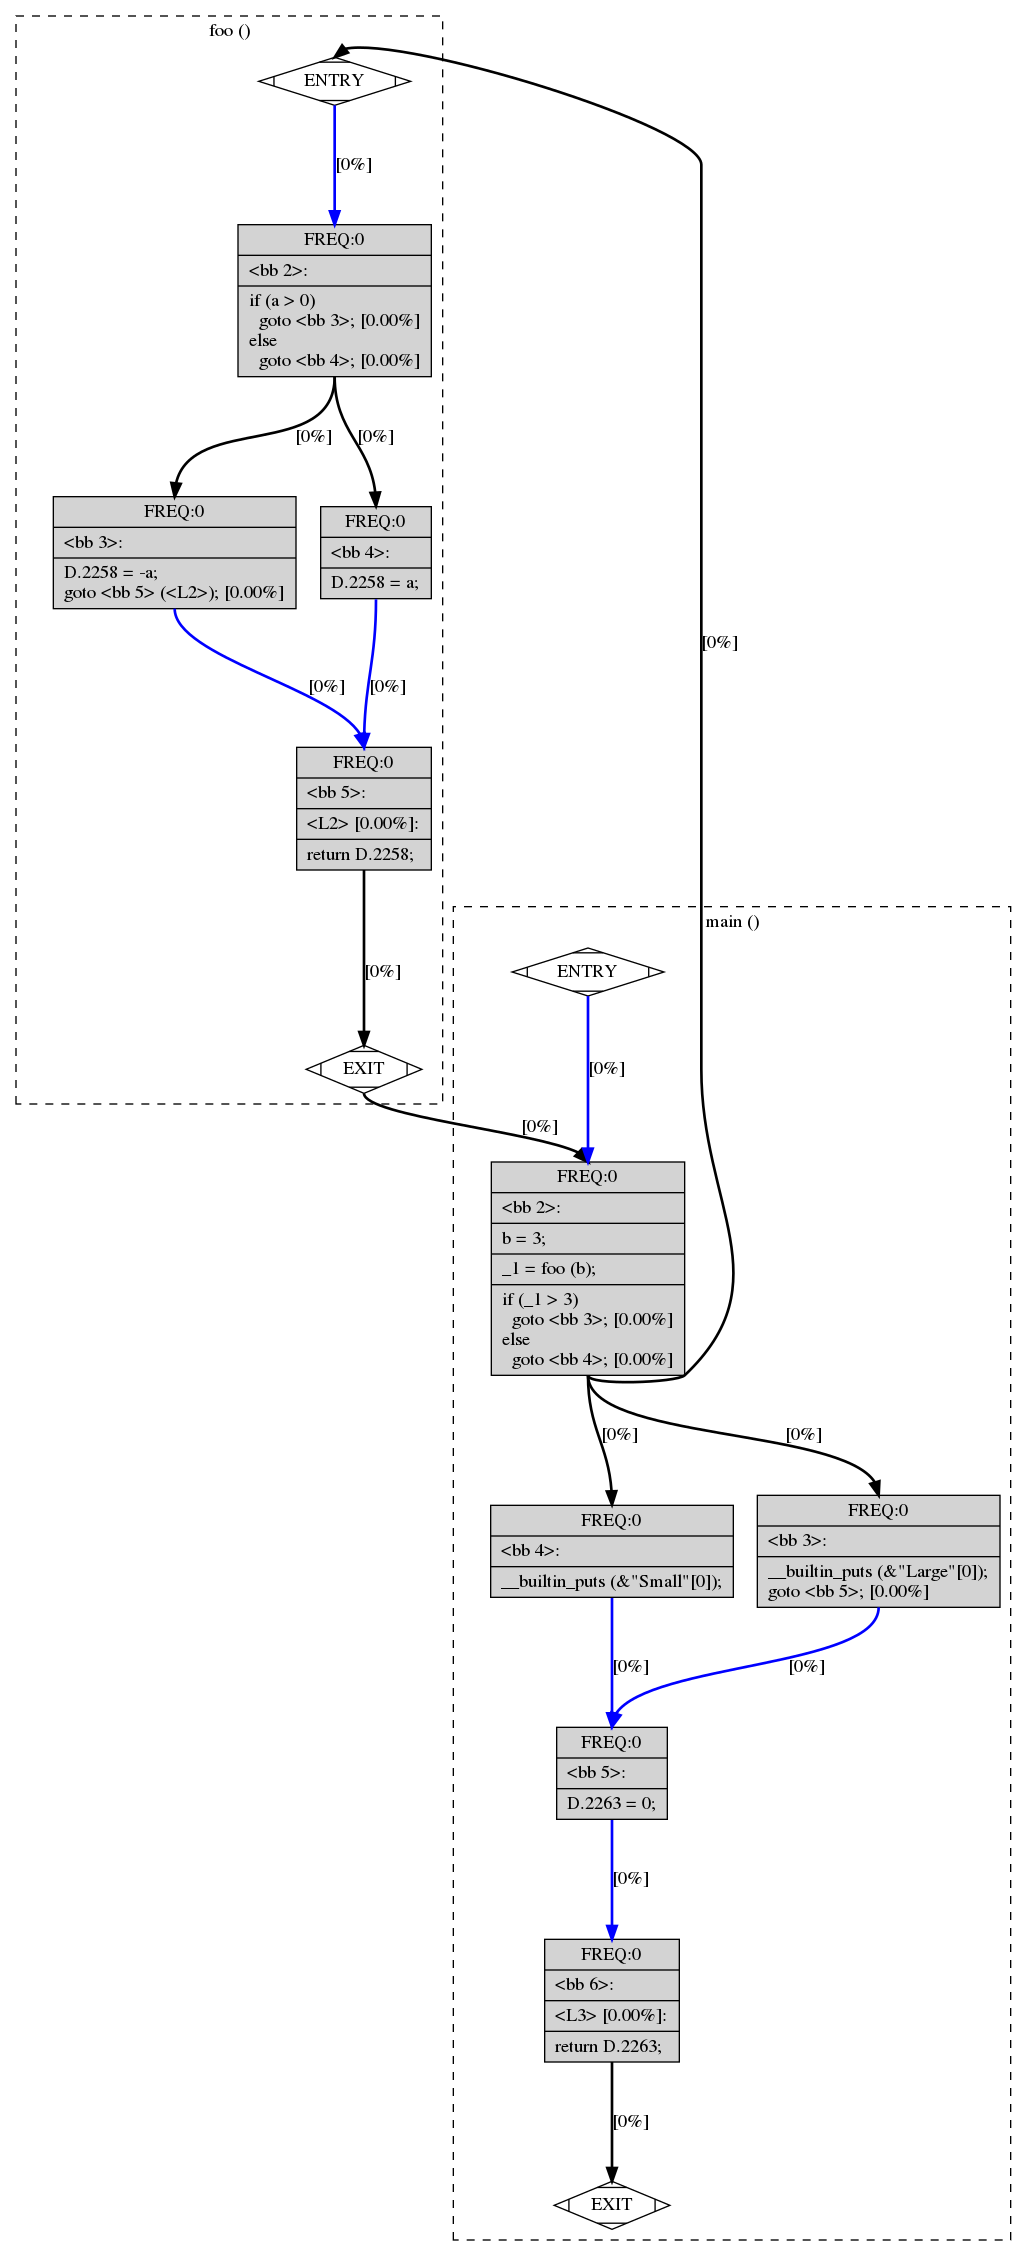 foo ()
ENTRY
[0%]
FREQ:0
<bb 2>:
if (a > 0)
goto <bb 3>; [0.00%]
else
goto <bb 4>; [0.00%]
[0%]
[0%]
FREQ:0
<bb 3>:
D.2258 = -a;
goto <bb 5> (<L2>); [0.00%]
FREQ:0
<bb 4>:
D.2258 = a;
[0%]
[0%]
[0%]
FREQ:0
<bb 5>:
<L2> [0.00%]:
return D.2258;
[0%]
EXIT
main ()
ENTRY
[0%]
[0%]
FREQ:0
<bb 2>:
b = 3;
_1 = foo (b);
if (_1 > 3)
goto <bb 3>; [0.00%]
else
goto <bb 4>; [0.00%]
[0%]
[0%]
FREQ:0
<bb 4>:
__builtin_puts (&"Small"[0]);
FREQ:0
<bb 3>:
__builtin_puts (&"Large"[0]);
goto <bb 5>; [0.00%]
[0%]
[0%]
FREQ:0
<bb 5>:
D.2263 = 0;
[0%]
FREQ:0
<bb 6>:
<L3> [0.00%]:
return D.2263;
[0%]
EXIT